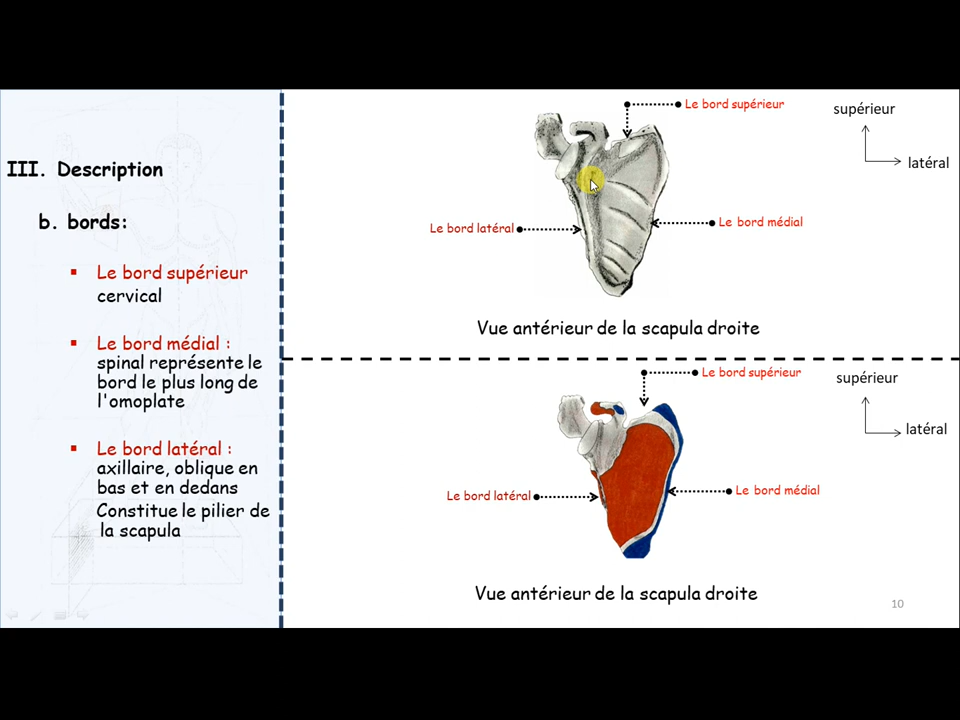 III. Description
b. bords:
Le bord supérieur
cervical
Le bord médial :
spinal représente le
bord le plus long de
l'omoplate
Le bord latéral :
axillaire, oblique en
bas et en dedans
Constitue le pilier de
la scapula
Le bord supérieur
supérieur
latéral
Le bord latéral
Le bord médial
Vue antérieur de la scapula droite
Le bord supérieur
supérieur
latéral
Le bord latéral
Le bord médial
Vue antérieur de la scapula droite
10